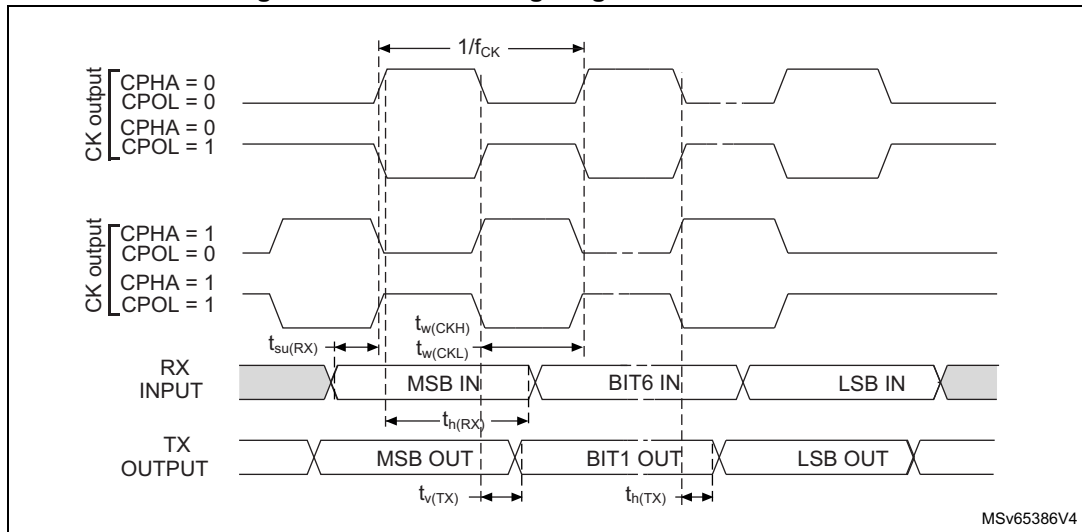 1/fCK
CK output
CPHA = 0
CPOL = 0
CPHA = 0
CPOL = 1
CK output
CPHA = 1
CPOL = 0
CPHA = 1
CPOL = 1
tw(CKH)
tw(CKL)
tsu(RX)
RX
INPUT
MSB IN
BIT6 IN
LSB IN
th(RX)
TX
OUTPUT
MSB OUT
BIT1 OUT
LSB OUT
tv(TX)
th(TX)
MSv65386V4